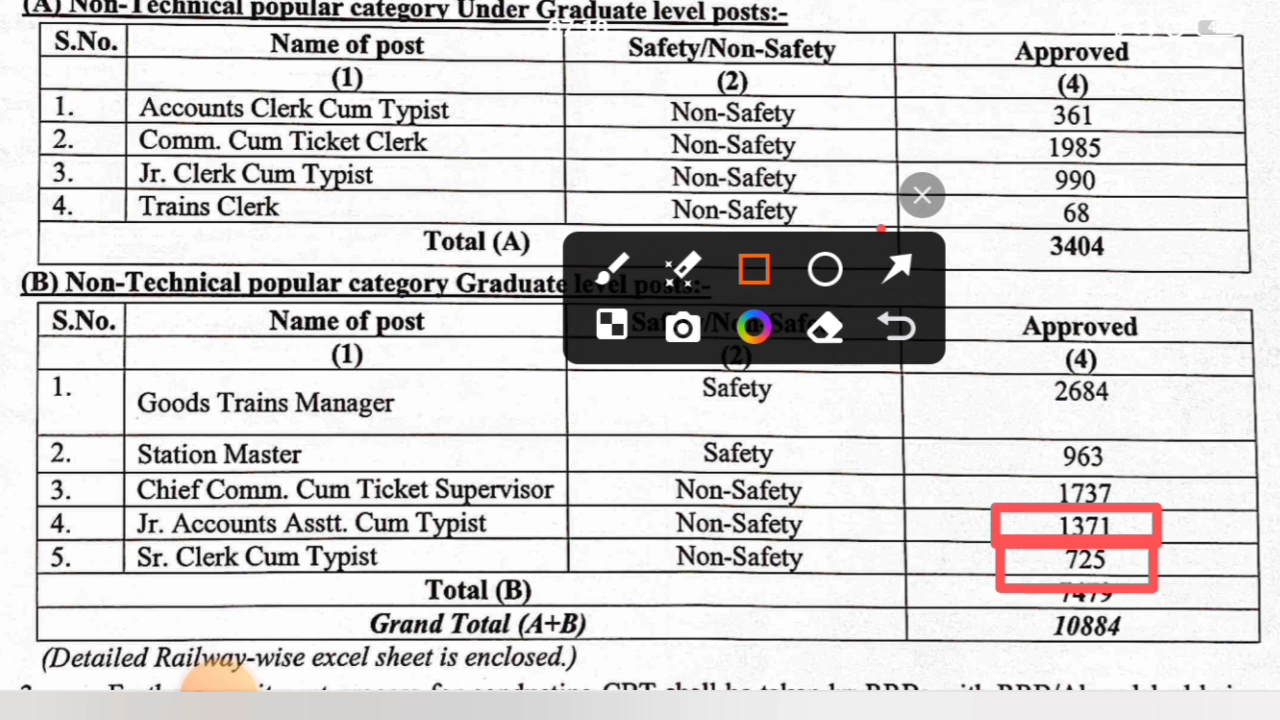 (A) Non-Technical popular category Under Graduate level posts:-
07:10
S.No. Name of post Safety/Non-Safety Approved
(1) (2) (4)
1. Accounts Clerk Cum Typist Non-Safety 361
2. Comm. Cum Ticket Clerk Non-Safety 1985
3. Jr. Clerk Cum Typist Non-Safety 990
4. Trains Clerk Non-Safety 68
Total (A) 3404
(B) Non-Technical popular category Graduate level posts:-
S.No. Name of post Safety/Non-Safety Approved
(1) (2) (4)
1. Goods Trains Manager Safety 2684
2. Station Master Safety 963
3. Chief Comm. Cum Ticket Supervisor Non-Safety 1737
4. Jr. Accounts Asstt. Cum Typist Non-Safety 1371
5. Sr. Clerk Cum Typist Non-Safety 725
Total (B) 7479
Grand Total (A+B) 10884
(Detailed Railway-wise excel sheet is enclosed.)